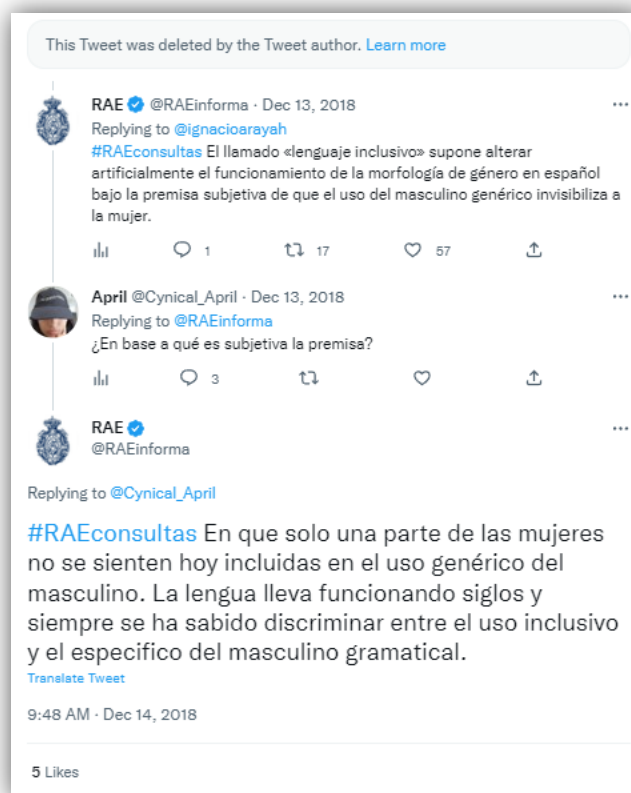 This Tweet was deleted by the Tweet author. Learn more
RAE @RAEinforma · Dec 13, 2018
Replying to @ignacioarayah
#RAEconsultas El llamado «lenguaje inclusivo» supone alterar
artificialmente el funcionamiento de la morfología de género en español
bajo la premisa subjetiva de que el uso del masculino genérico invisibiliza a
la mujer.
1 17 57
April @Cynical_April · Dec 13, 2018
Replying to @RAEinforma
¿En base a qué es subjetiva la premisa?
3
RAE
@RAEinforma
Replying to @Cynical_April
#RAEconsultas En que solo una parte de las mujeres
no se sienten hoy incluidas en el uso genérico del
masculino. La lengua lleva funcionando siglos y
siempre se ha sabido discriminar entre el uso inclusivo
y el especifico del masculino gramatical.
Translate Tweet
9:48 AM · Dec 14, 2018
5 Likes